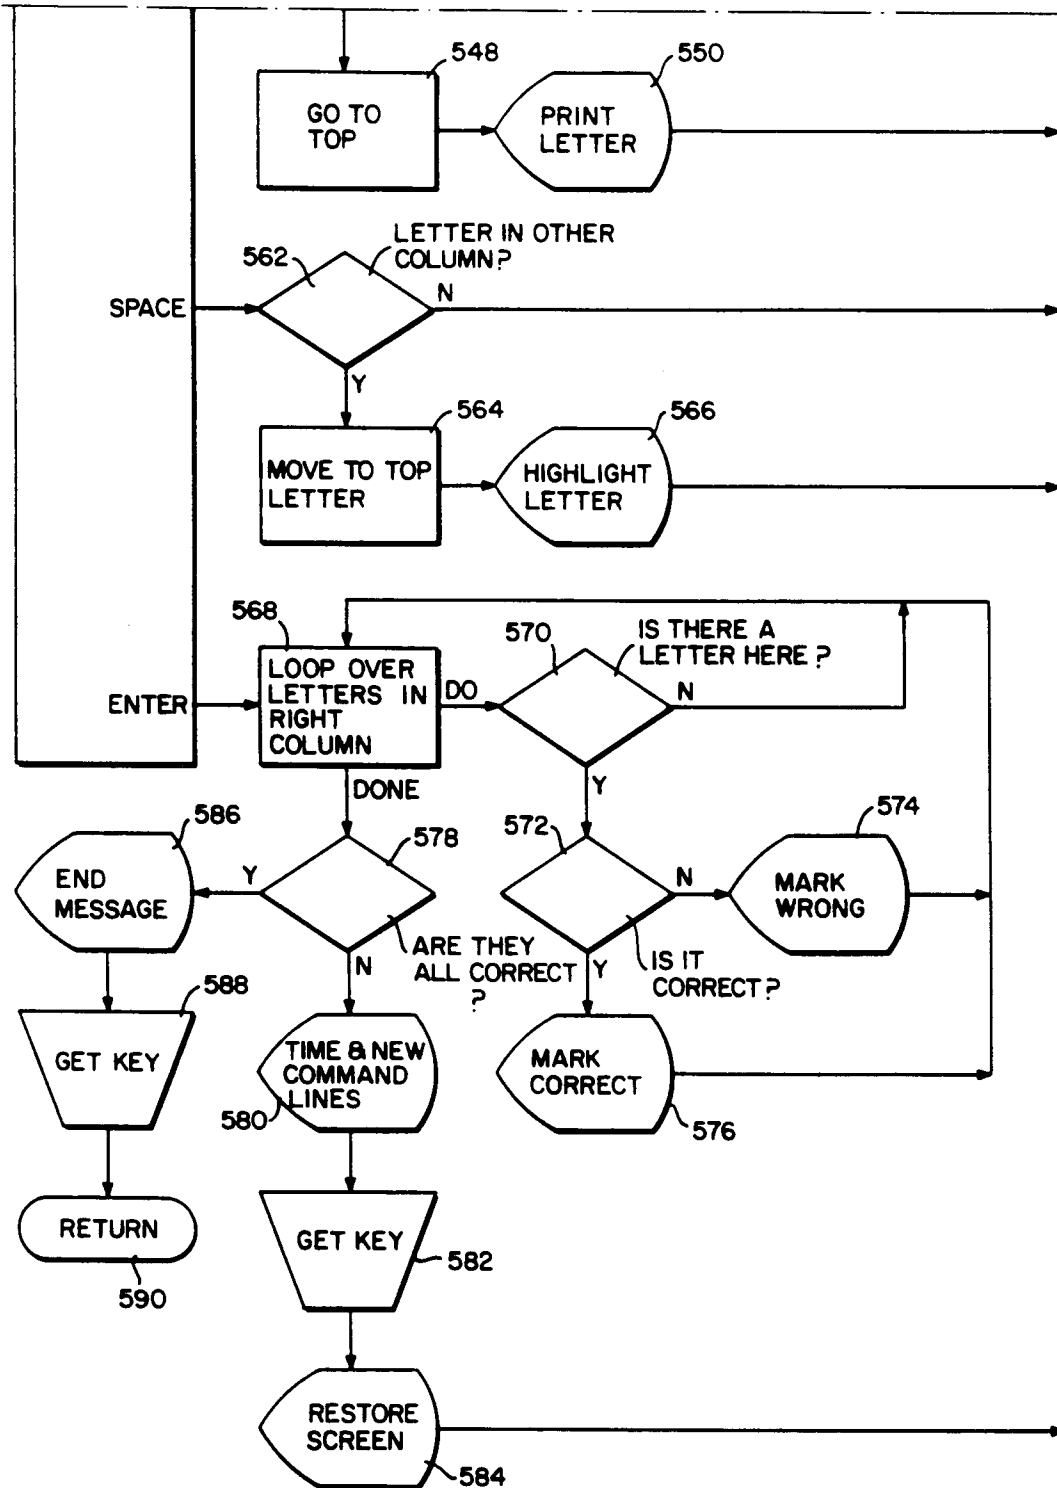 548
GO TO
TOP
550
PRINT
LETTER
562
LETTER IN OTHER
COLUMN?
SPACE
N
Y
564
MOVE TO TOP
LETTER
566
HIGHLIGHT
LETTER
568
LOOP OVER
LETTERS IN
RIGHT
COLUMN
ENTER
DO
570
IS THERE A
LETTER HERE?
N
DONE
Y
586
END
MESSAGE
Y
578
ARE THEY
ALL CORRECT
?
N
572
N
IS IT
CORRECT?
Y
574
MARK
WRONG
588
GET KEY
TIME & NEW
COMMAND
LINES
580
MARK
CORRECT
576
RETURN
590
GET KEY
582
RESTORE
SCREEN
584